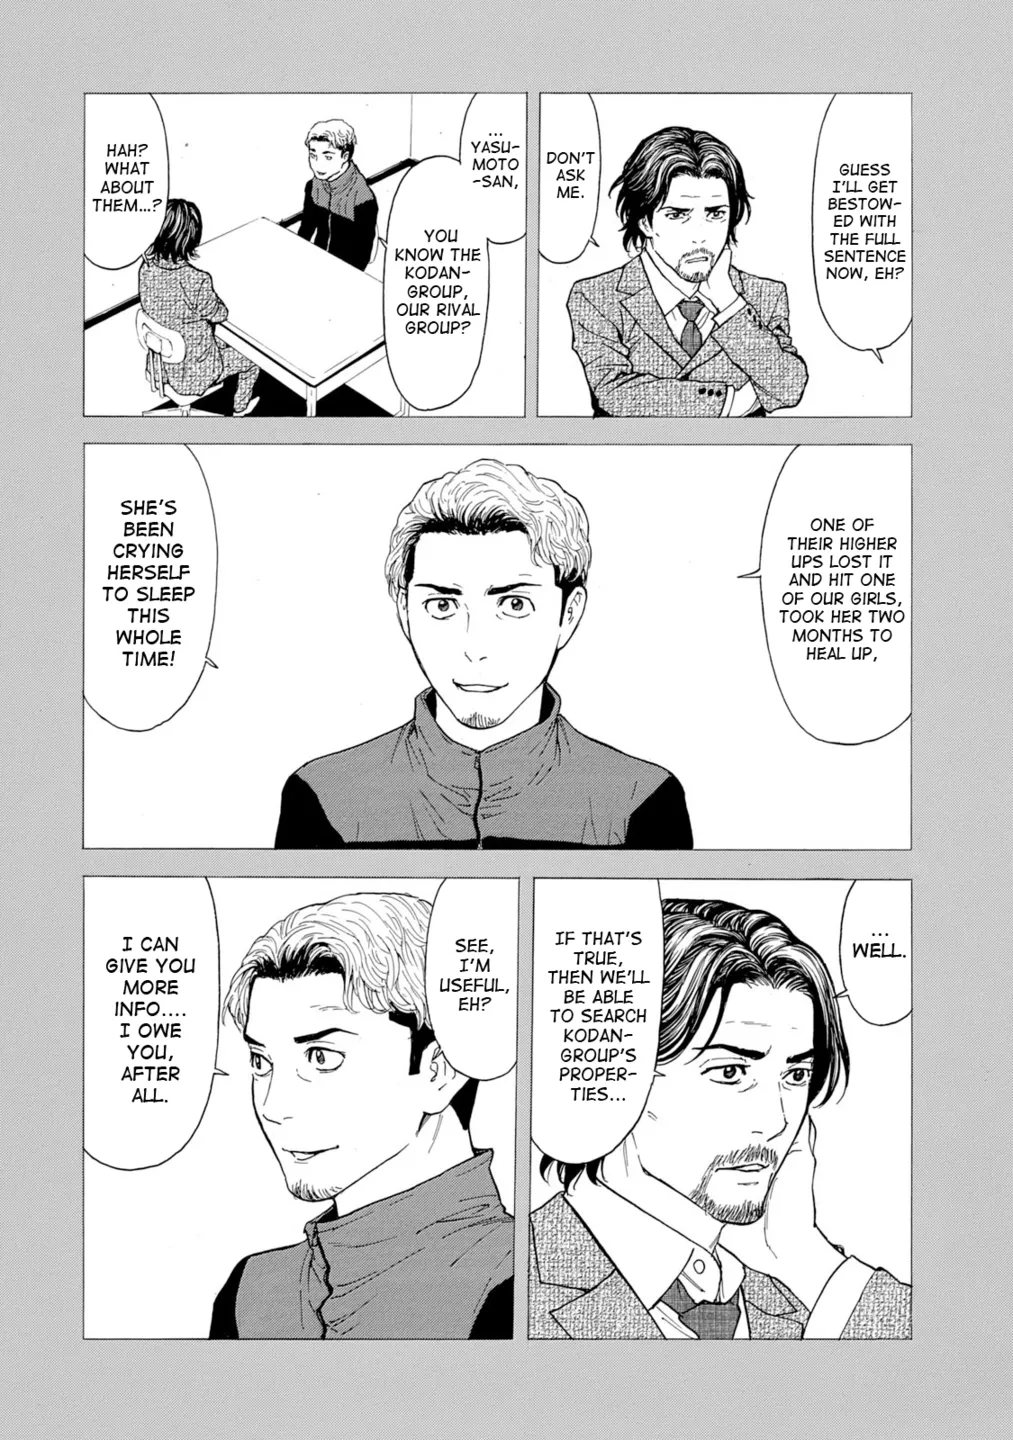 GUESS
I'LL GET
BESTOW-
ED WITH
THE FULL
SENTENCE
NOW, EH?
DON'T
ASK
ME.
...
YASU-
MOTO
-SAN,
YOU
KNOW THE
KODAN-
GROUP,
OUR RIVAL
GROUP?
HAH?
WHAT
ABOUT
THEM...?
ONE OF
THEIR HIGHER
UPS LOST IT
AND HIT ONE
OF OUR GIRLS,
TOOK HER TWO
MONTHS TO
HEAL UP,
SHE'S
BEEN
CRYING
HERSELF
TO SLEEP
THIS
WHOLE
TIME!
...
WELL.
IF THAT'S
TRUE,
THEN WE'LL
BE ABLE
TO SEARCH
KODAN-
GROUP'S
PROPER-
TIES...
SEE,
I'M
USEFUL,
EH?
I CAN
GIVE YOU
MORE
INFO....
I OWE
YOU,
AFTER
ALL.